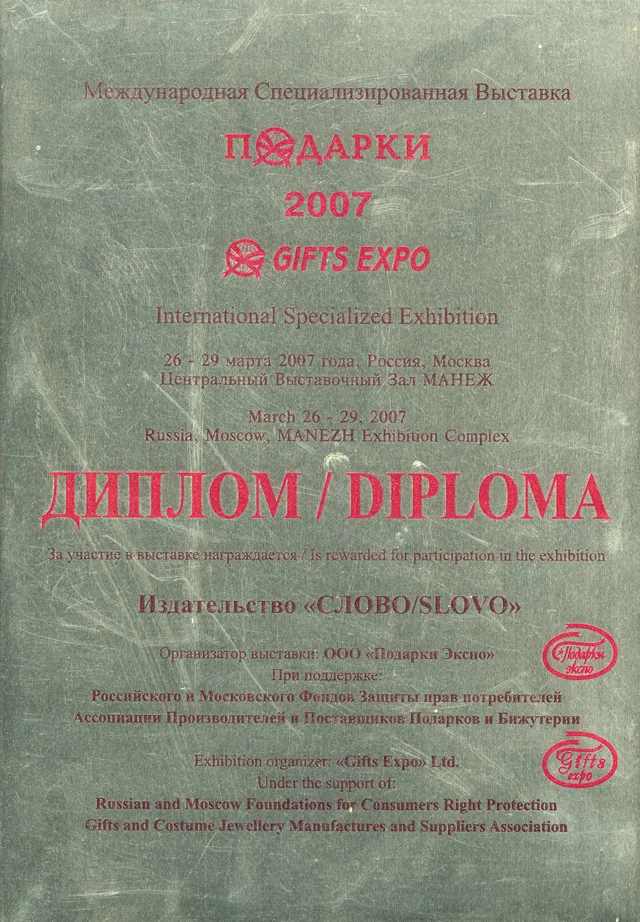 Международная Специализированная Выставка
ПОДАРКИ
2007
GIFTS EXPO
International Specialized Exhibition
26 - 29 марта 2007 года, Россия, Москва
Центральный Выставочный Зал МАНЕЖ
March 26 - 29, 2007
Russia, Moscow, MANEZH Exhibition Complex
ДИПЛОМ / DIPLOMA
За участие в выставке награждается / Is rewarded for participation in the exhibition
Издательство «СЛОВО/SLOVO»
Организатор выставки: ООО «Подарки Экспо»
При поддержке:
Российского и Московского Фондов Защиты прав потребителей
Ассоциации Производителей и Поставщиков Подарков и Бижутерии
Подарки
экспо
Exhibition organizer: «Gifts Expo» Ltd.
Under the support of:
Russian and Moscow Foundations for Consumers Right Protection
Gifts and Costume Jewellery Manufactures and Suppliers Association
Gifts
expo